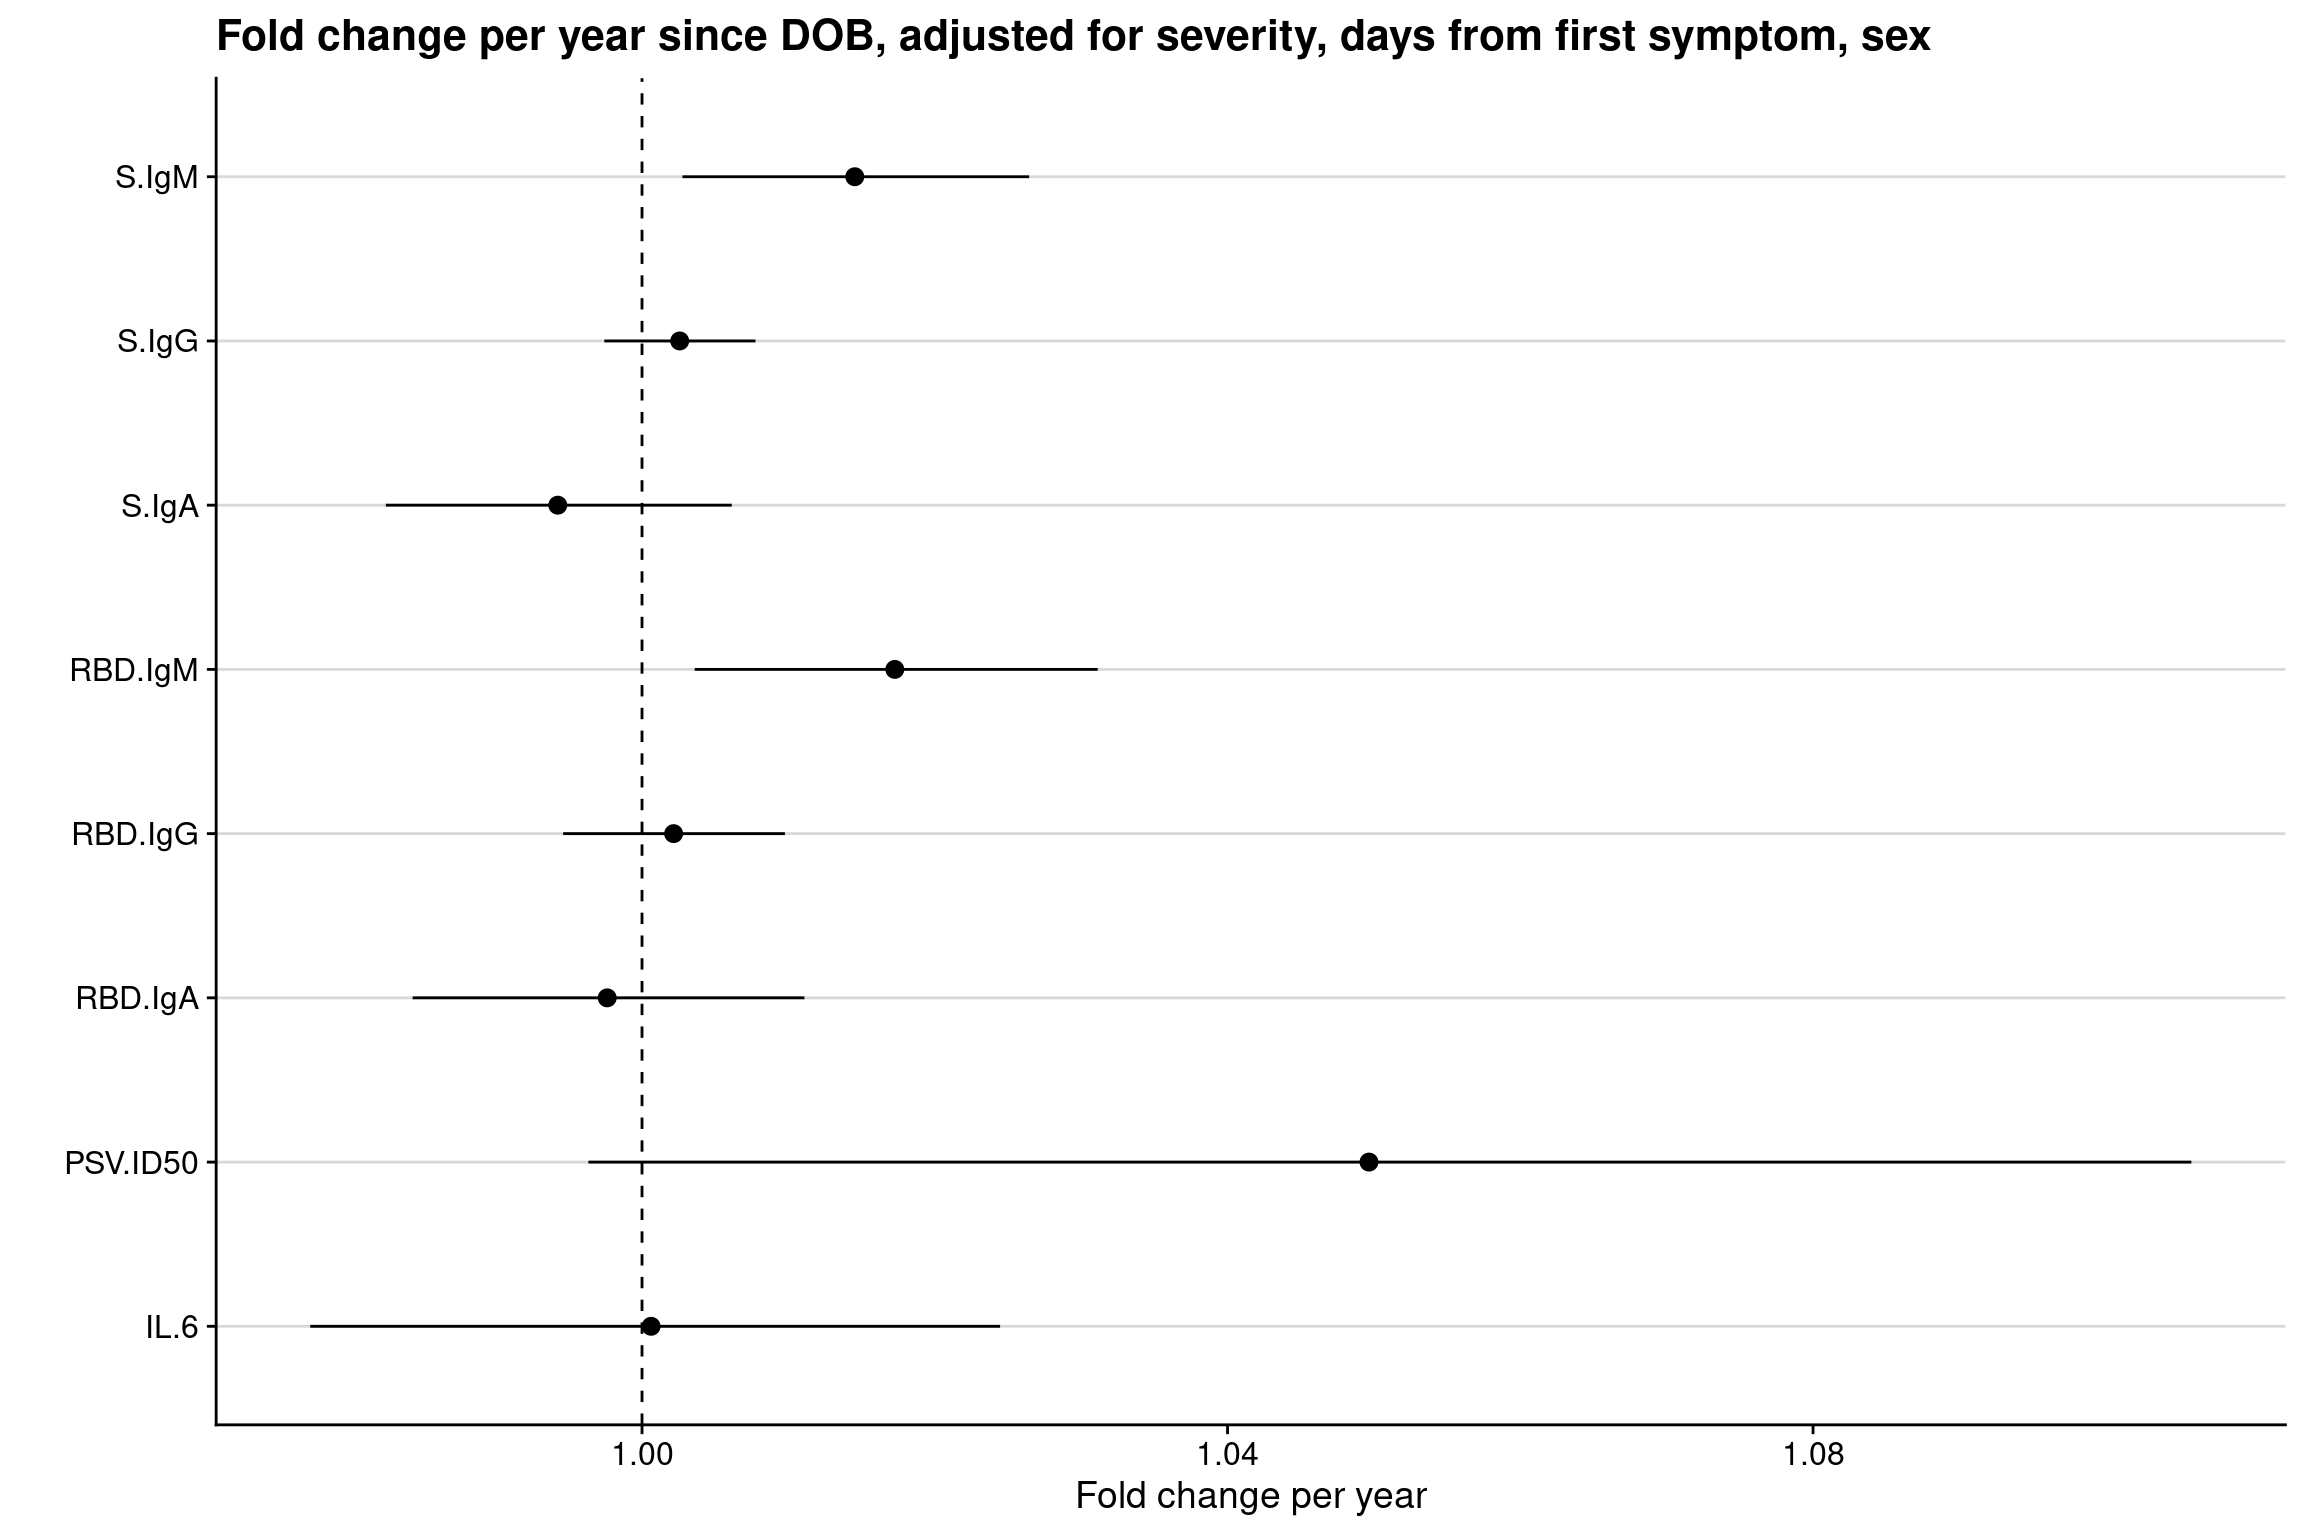 Fold change per year since DOB, adjusted for severity, days from first symptom, sex
S.IgM
S.IgG
S.IgA
RBD.IgM
RBD.IgG
RBD.IgA
PSV.ID50
IL.6
1.00 1.04 1.08
Fold change per year